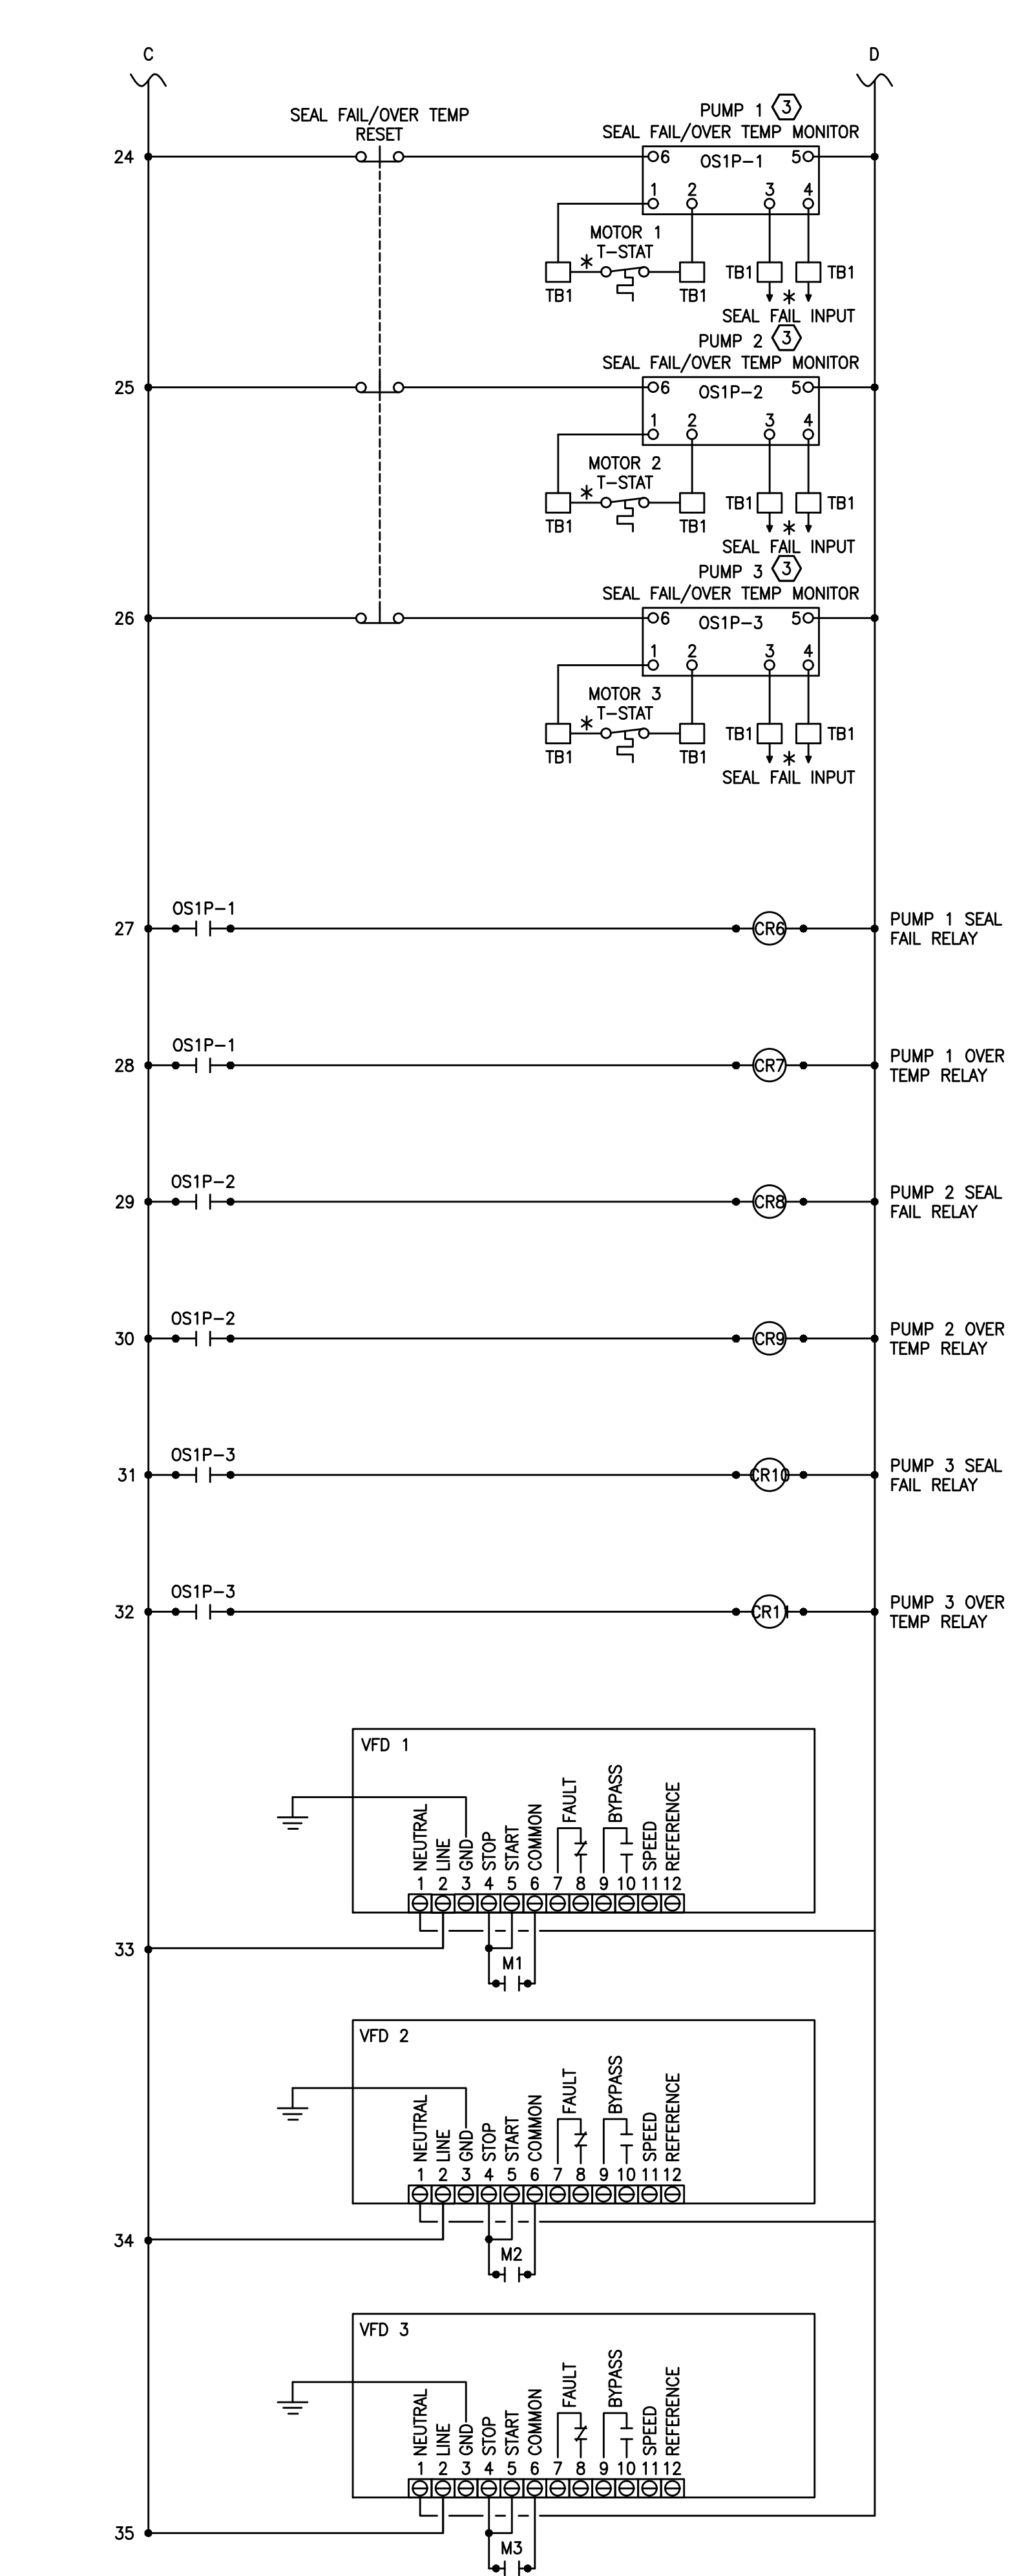 C D
SEAL FAIL/OVER TEMP
RESET
PUMP 1 3
SEAL FAIL/OVER TEMP MONITOR
24 6 OS1P-1 5
1 2 3 4
MOTOR 1
* T-STAT
TB1 TB1
TB1 TB1 *
SEAL FAIL INPUT
PUMP 2 3
SEAL FAIL/OVER TEMP MONITOR
25 6 OS1P-2 5
1 2 3 4
MOTOR 2
* T-STAT
TB1 TB1
TB1 TB1 *
SEAL FAIL INPUT
PUMP 3 3
SEAL FAIL/OVER TEMP MONITOR
26 6 OS1P-3 5
1 2 3 4
MOTOR 3
* T-STAT
TB1 TB1
TB1 TB1 *
SEAL FAIL INPUT
OS1P-1
27 CR6 PUMP 1 SEAL
FAIL RELAY
OS1P-1
28 CR7 PUMP 1 OVER
TEMP RELAY
OS1P-2
29 CR8 PUMP 2 SEAL
FAIL RELAY
OS1P-2
30 CR9 PUMP 2 OVER
TEMP RELAY
OS1P-3
31 CR10 PUMP 3 SEAL
FAIL RELAY
OS1P-3
32 CR11 PUMP 3 OVER
TEMP RELAY
VFD 1
NEUTRAL LINE GND STOP START COMMON FAULT BYPASS SPEED REFERENCE
1 2 3 4 5 6 7 8 9 10 11 12
33
M1
VFD 2
NEUTRAL LINE GND STOP START COMMON FAULT BYPASS SPEED REFERENCE
1 2 3 4 5 6 7 8 9 10 11 12
34
M2
VFD 3
NEUTRAL LINE GND STOP START COMMON FAULT BYPASS SPEED REFERENCE
1 2 3 4 5 6 7 8 9 10 11 12
35
M3